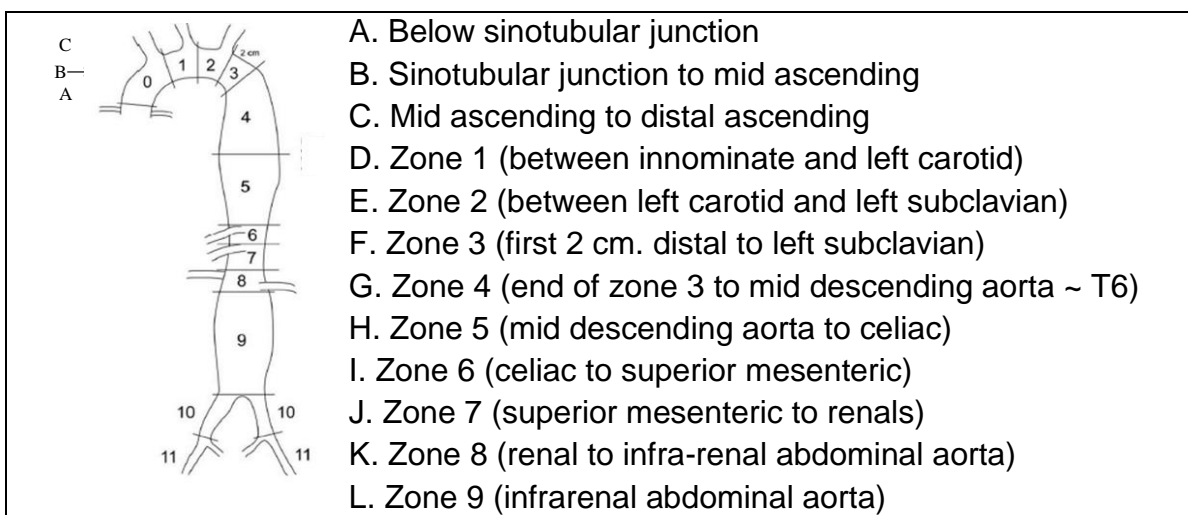 C
B
A
0
1
2
2 cm
3
4
5
6
7
8
9
10
10
11
11
A. Below sinotubular junction
B. Sinotubular junction to mid ascending
C. Mid ascending to distal ascending
D. Zone 1 (between innominate and left carotid)
E. Zone 2 (between left carotid and left subclavian)
F. Zone 3 (first 2 cm. distal to left subclavian)
G. Zone 4 (end of zone 3 to mid descending aorta ~ T6)
H. Zone 5 (mid descending aorta to celiac)
I. Zone 6 (celiac to superior mesenteric)
J. Zone 7 (superior mesenteric to renals)
K. Zone 8 (renal to infra-renal abdominal aorta)
L. Zone 9 (infrarenal abdominal aorta)